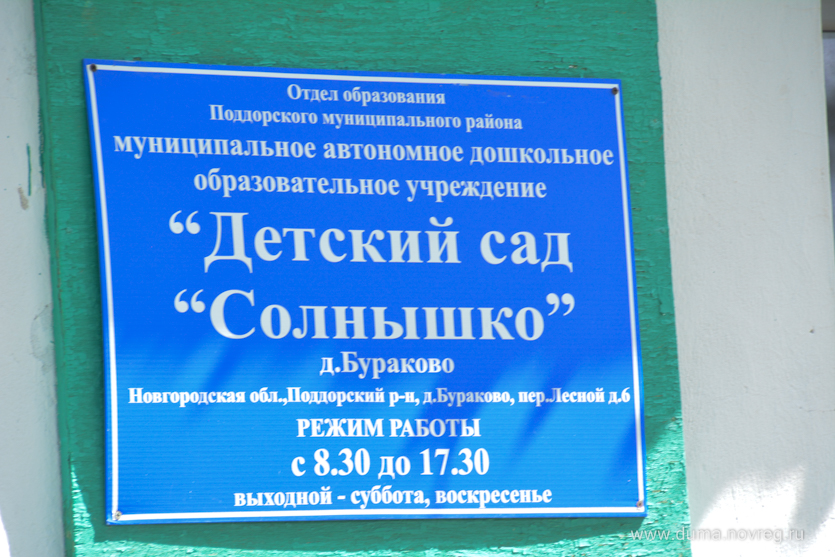 Отдел образования
Поддорского муниципального района
муниципальное автономное дошкольное
образовательное учреждение
“Детский сад
“Солнышко”
д.Бураково
Новгородская обл.,Поддорский р-н, д.Бураково, пер.Лесной д.6
РЕЖИМ РАБОТЫ
с 8.30 до 17.30
выходной - суббота, воскресенье
www.duma.novreg.ru